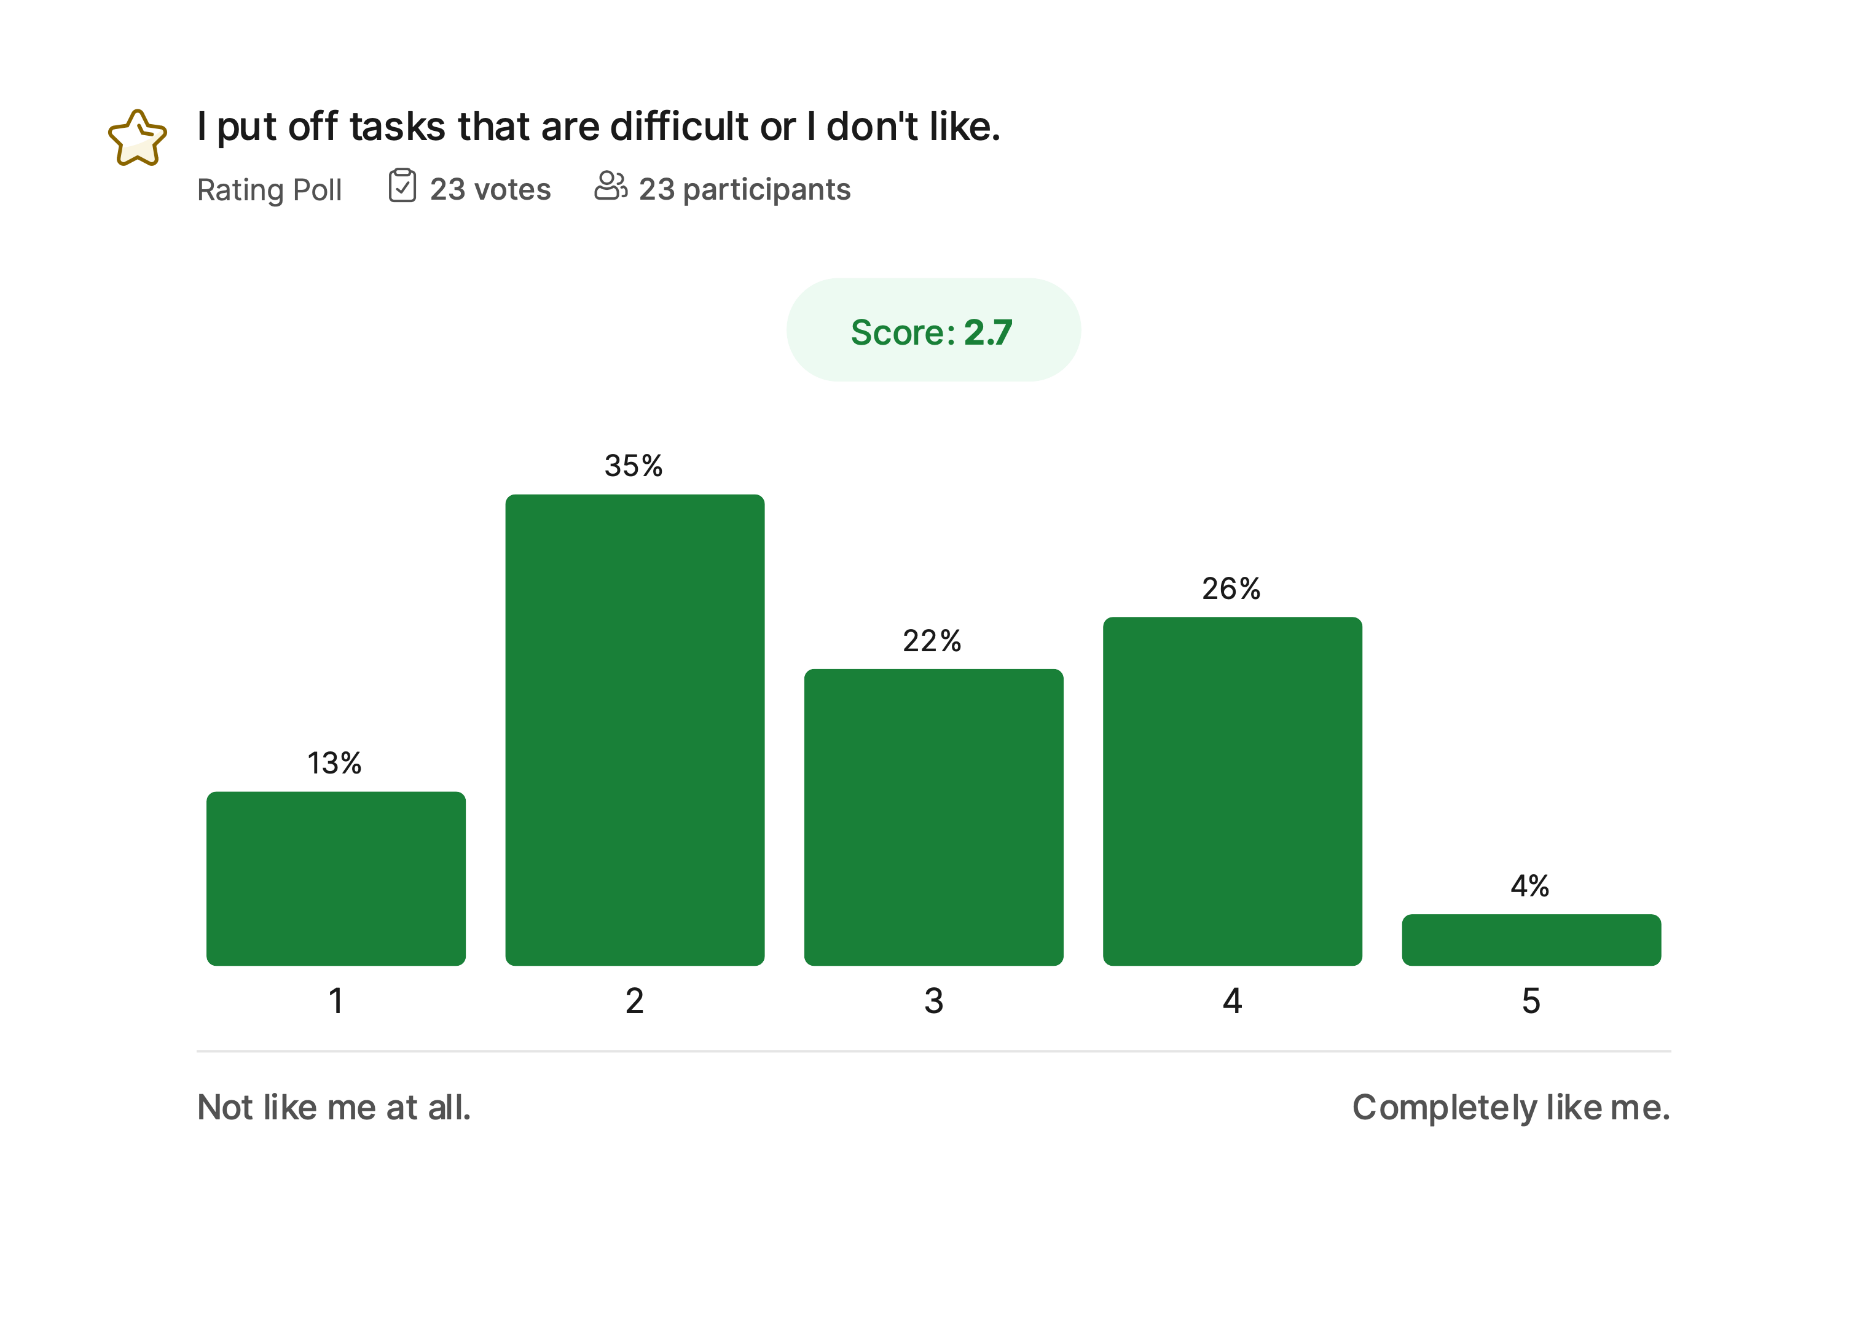 I put off tasks that are difficult or I don't like.
Rating Poll 23 votes 23 participants
Score: 2.7
35%
26%
22%
13%
4%
1 2 3 4 5
Not like me at all. Completely like me.